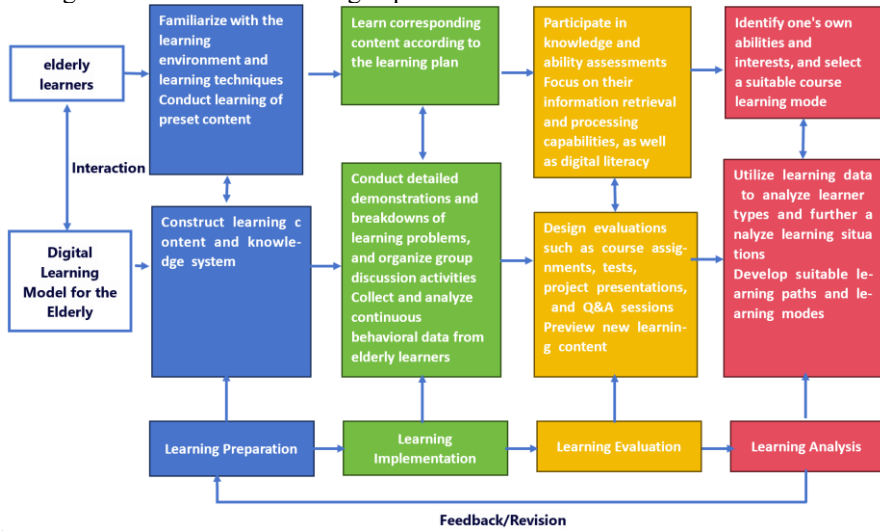 Familiarize with the
learning
environment and
learning techniques
Conduct learning of
preset content
Learn corresponding
content according to
the learning plan
Participate in
knowledge and
ability assessments
Focus on their
information retrieval
and processing
capabilities, as well
as digital literacy
Identify one's own
abilities and
interests, and select
a suitable course
learning mode
elderly
learners
Interaction
Digital
Learning
Model for the
Elderly
Construct learning c
ontent and knowle-
dge system
Conduct detailed
demonstrations and
breakdowns of
learning problems,
and organize group
discussion activities
Collect and analyze
continuous
behavioral data from
elderly learners
Design evaluations
such as course assig-
nments, tests,
project presentations,
and Q&A sessions
Preview new learnin-
g content
Utilize learning data
to analyze learner
types and further a
nalyze learning situa
tions
Develop suitable le-
arning paths and le-
arning modes
Learning Preparation
Learning
Implementation
Learning Evaluation
Learning Analysis
Feedback/Revision